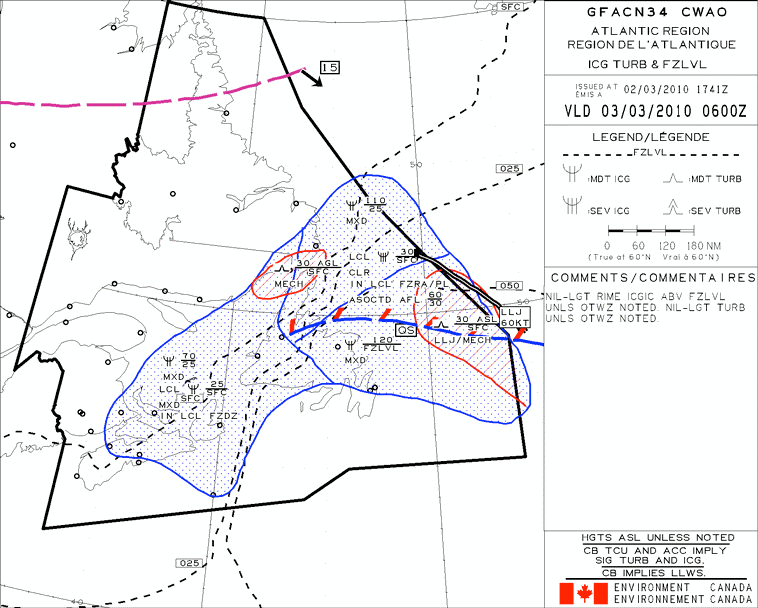 SFC
15
50
025
110
25
MXD
LCL
30
SFC
CLR
30 AGL
SFC
MECH
IN LCL FZRA/PL
ASOCTD AFL
60
30
050
50
LLJ
60KT
30 ASL
SFC
LLJ/MECH
QS
120
FZLVL
MXD
70
25
MXD
LCL
25
SFC
SFC
MXD
IN LCL FZDZ
40
40
025
GFACN34 CWAO
ATLANTIC REGION
REGION DE L'ATLANTIQUE
ICG TURB & FZLVL
ISSUED AT
ÉMIS A
02/03/2010 1741Z
VLD 03/03/2010 0600Z
LEGEND/LÉGENDE
FZLVL
:MDT ICG
:MDT TURB
:SEV ICG
:SEV TURB
0 60 120 180 NM
(True at 60°N Vrai à 60°N)
COMMENTS/COMMENTAIRES
NIL-LGT RIME ICGIC ABV FZLVL
UNLS OTWZ NOTED. NIL-LGT TURB
UNLS OTWZ NOTED.
HGTS ASL UNLESS NOTED
CB TCU AND ACC IMPLY
SIG TURB AND ICG.
CB IMPLIES LLWS.
ENVIRONMENT CANADA
ENVIRONNEMENT CANADA